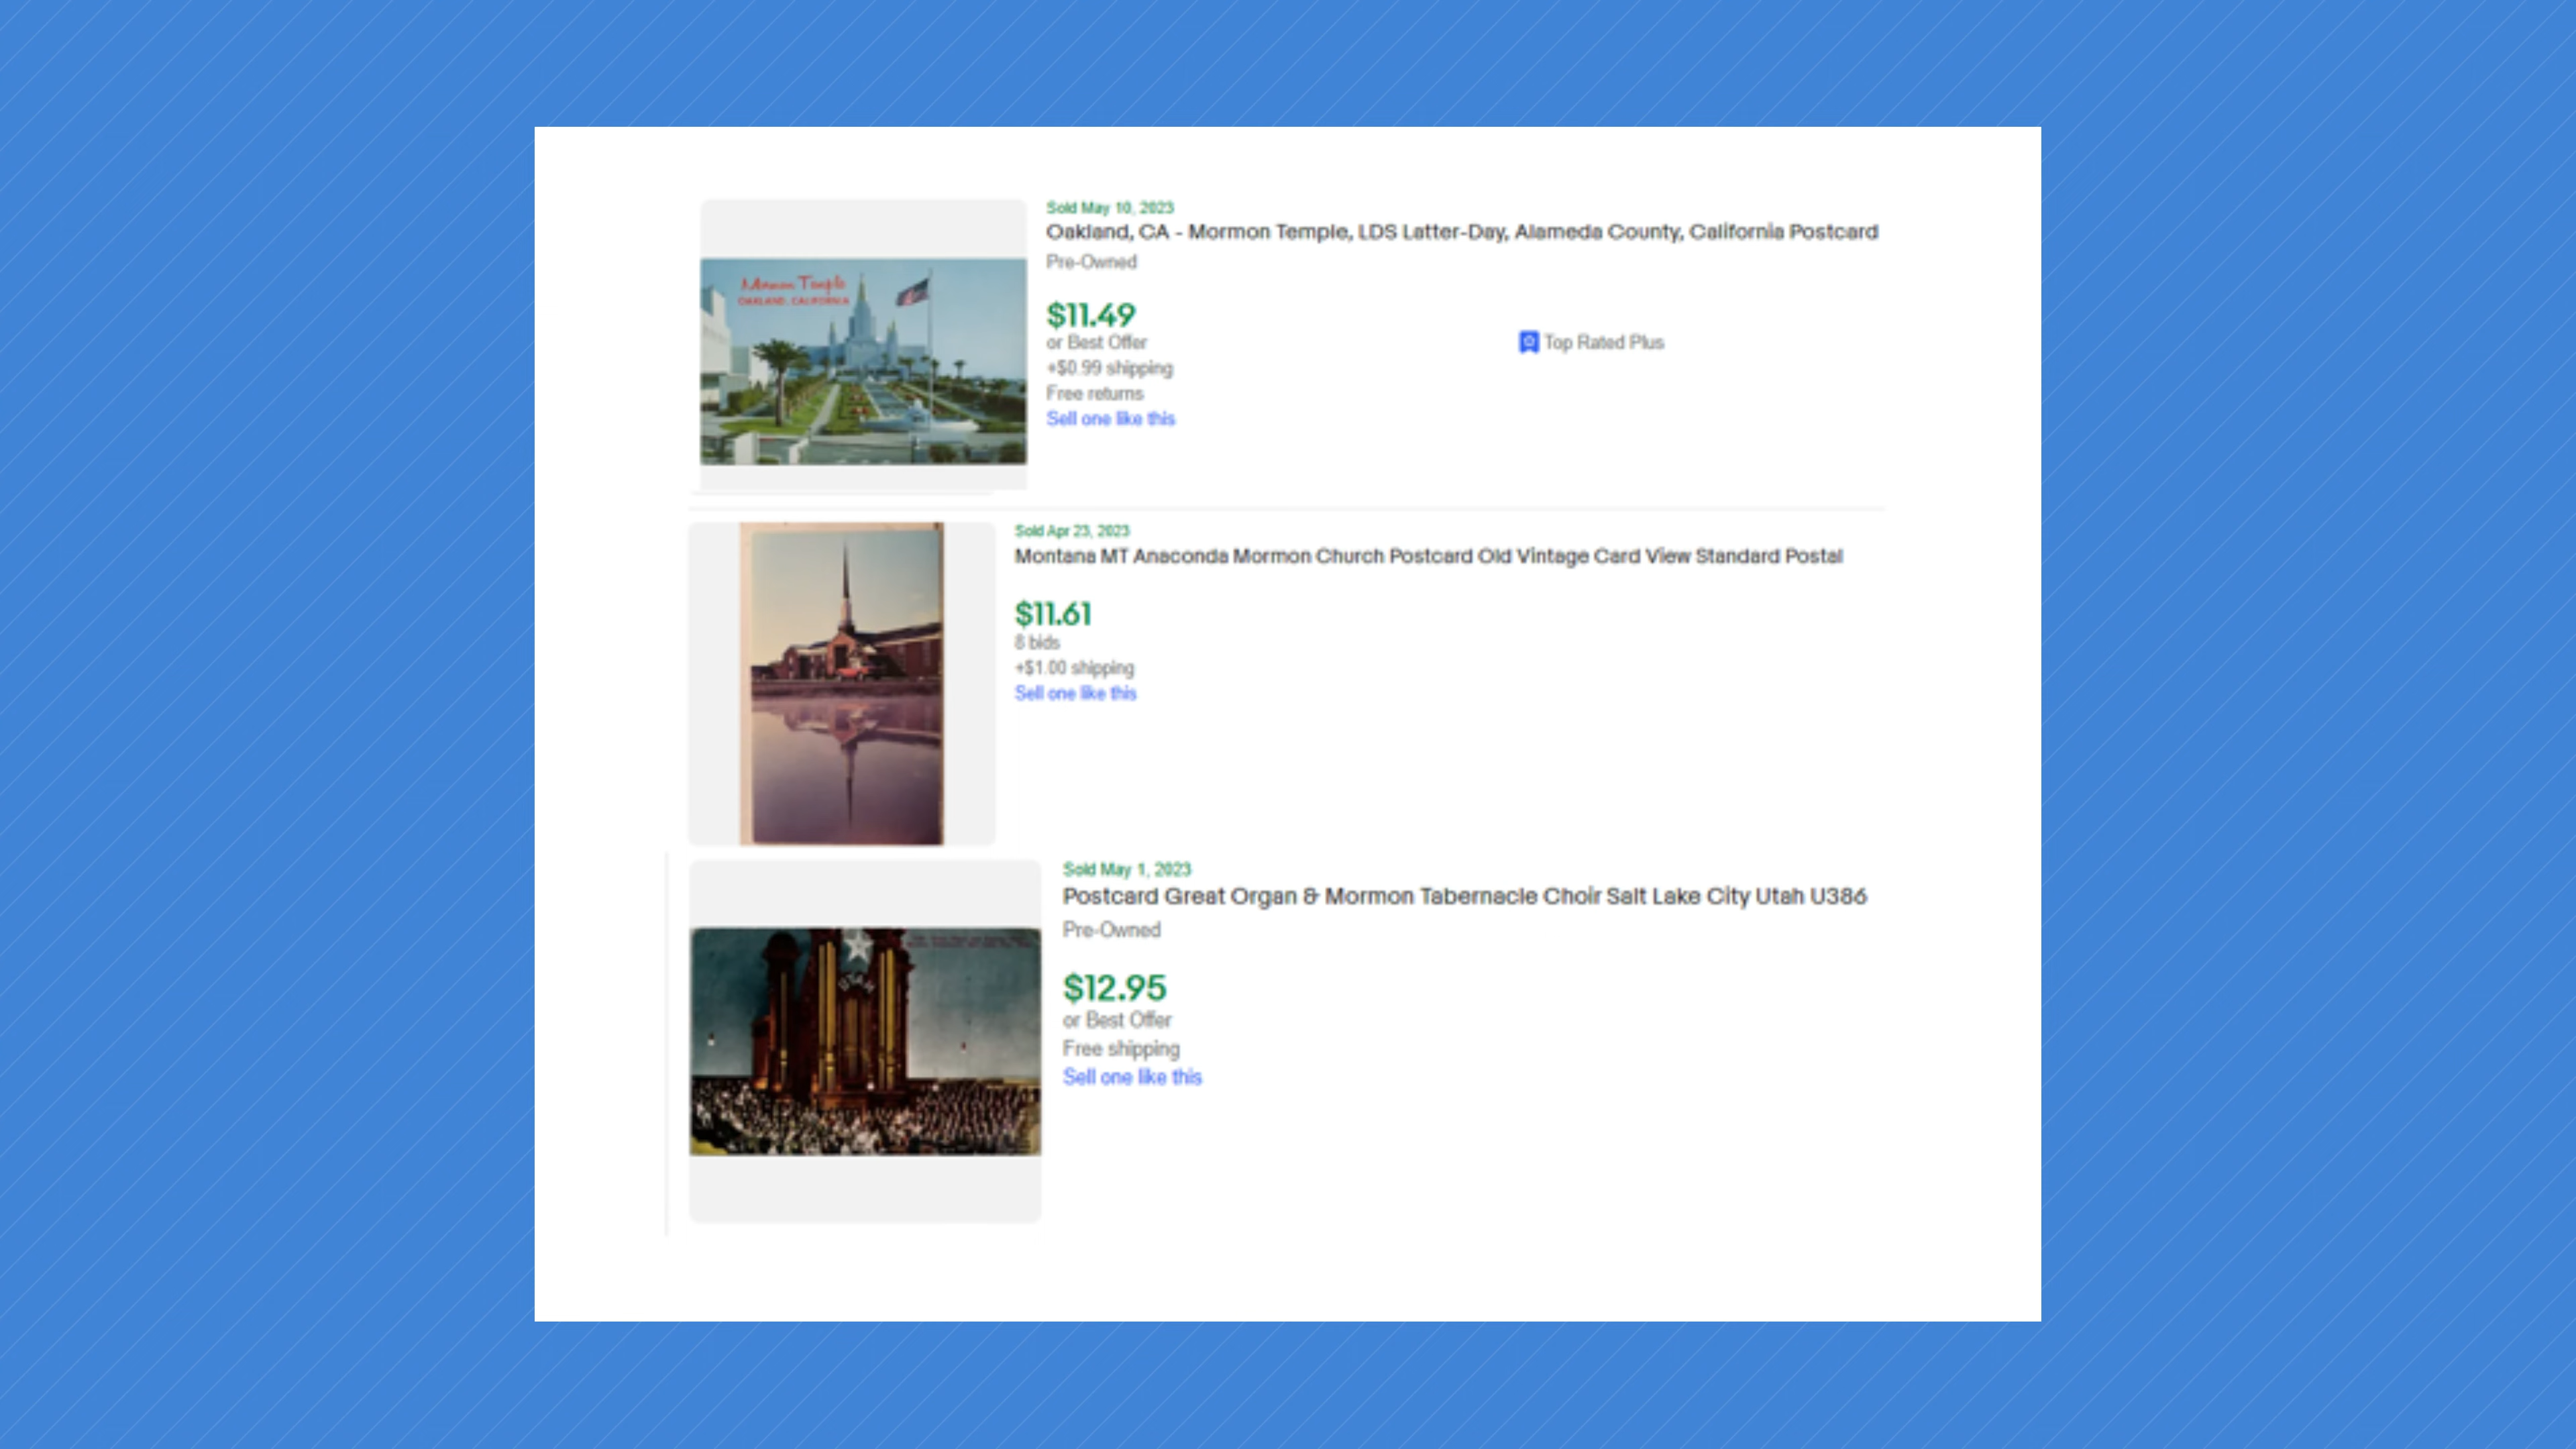 Sold May 10, 2023
Oakland, CA - Mormon Temple, LDS Latter-Day, Alameda County, California Postcard
Pre-Owned
Mormon Temple
OAKLAND, CALIFORNIA
$11.49
or Best Offer
Top Rated Plus
+$0.99 shipping
Free returns
Sell one like this
Sold Apr 23, 2023
Montana MT Anaconda Mormon Church Postcard Old Vintage Card View Standard Postal
$11.61
8 bids
+$1.00 shipping
Sell one like this
Sold May 1, 2023
Postcard Great Organ & Mormon Tabernacle Choir Salt Lake City Utah U386
Pre-Owned
UTAH
$12.95
or Best Offer
Free shipping
Sell one like this